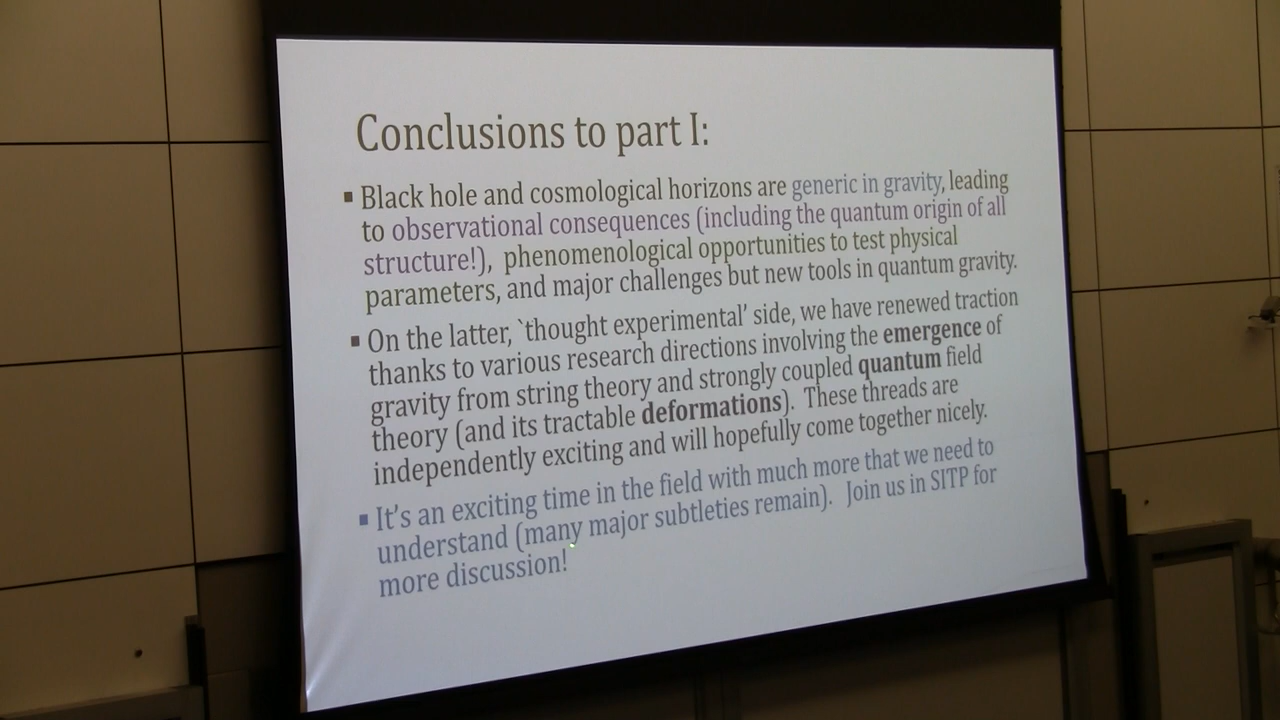 Conclusions to part I:
▪ Black hole and cosmological horizons are generic in gravity, leading
to observational consequences (including the quantum origin of all
structure!), phenomenological opportunities to test physical
parameters, and major challenges but new tools in quantum gravity.
▪ On the latter, `thought experimental' side, we have renewed traction
thanks to various research directions involving the emergence of
gravity from string theory and strongly coupled quantum field
theory (and its tractable deformations). These threads are
independently exciting and will hopefully come together nicely.
▪ It's an exciting time in the field with much more that we need to
understand (many major subtleties remain). Join us in SITP for
more discussion!